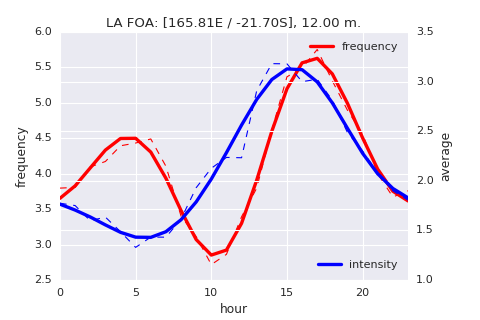 LA FOA: [165.81E / -21.70S], 12.00 m.
6.0 3.5
frequency
5.5 3.0
5.0
4.5 2.5
frequency average
4.0 2.0
3.5
3.0 1.5
intensity
2.5 1.0
0 5 10 15 20
hour